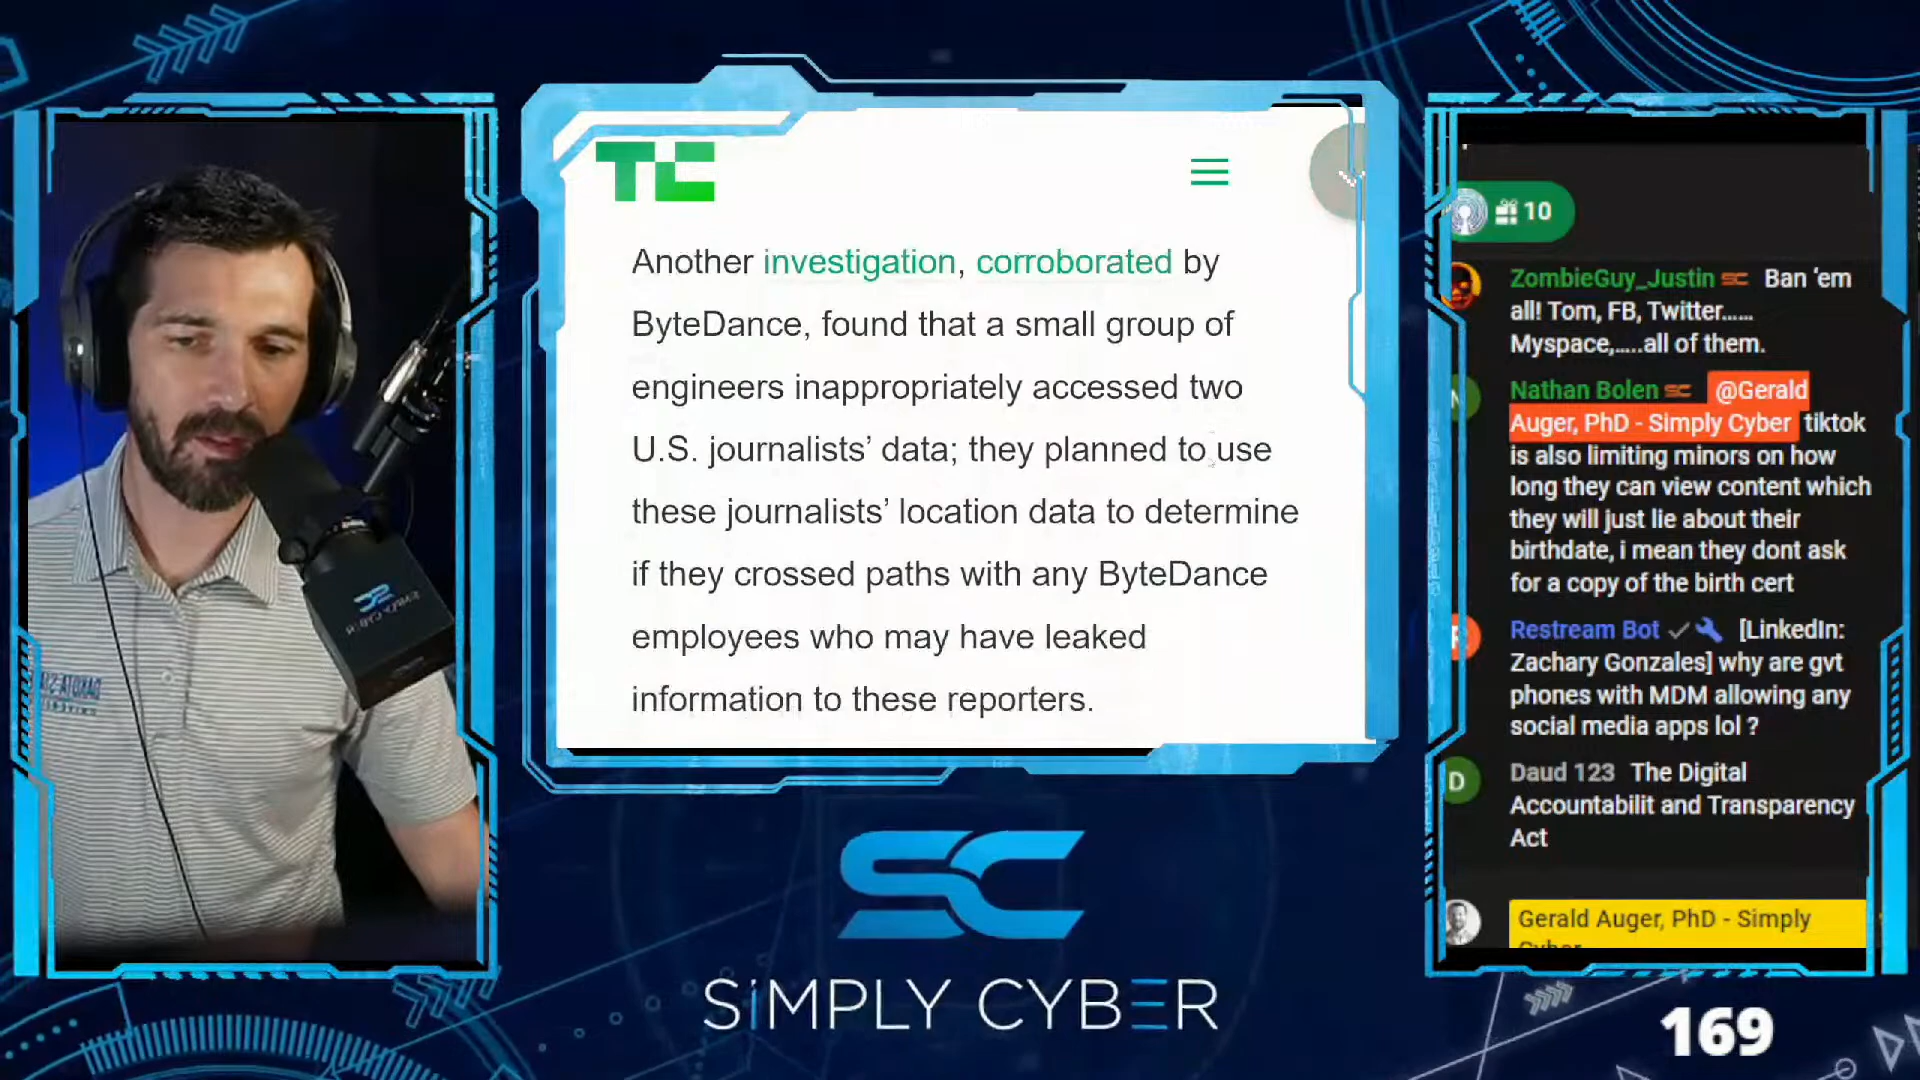 TC
Another investigation, corroborated by
ByteDance, found that a small group of
engineers inappropriately accessed two
U.S. journalists’ data; they planned to use
these journalists’ location data to determine
if they crossed paths with any ByteDance
employees who may have leaked
information to these reporters.
SC
SiMPLY CYBER
10
ZombieGuy_Justin SC Ban ‘em
all! Tom, FB, Twitter......
Myspace,.....all of them.
N
Nathan Bolen SC @Gerald
Auger, PhD - Simply Cyber tiktok
is also limiting minors on how
long they can view content which
they will just lie about their
birthdate, i mean they dont ask
for a copy of the birth cert
Restream Bot [LinkedIn:
Zachary Gonzales] why are gvt
phones with MDM allowing any
social media apps lol ?
D
Daud 123 The Digital
Accountabilit and Transparency
Act
Gerald Auger, PhD - Simply
Cyber
169